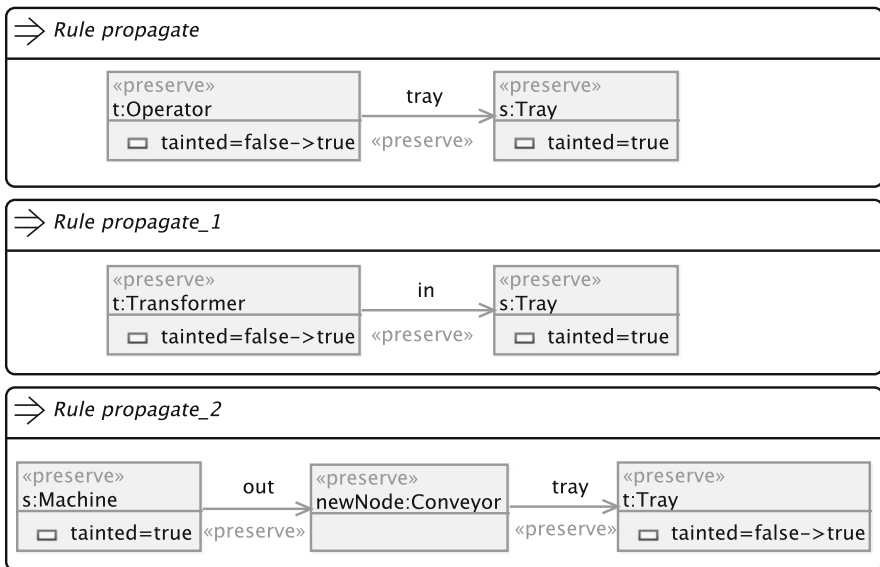 Rule propagate
«preserve»
t:Operator
tainted=false->true
tray
«preserve»
«preserve»
s:Tray
tainted=true
Rule propagate_1
«preserve»
t:Transformer
tainted=false->true
in
«preserve»
«preserve»
s:Tray
tainted=true
Rule propagate_2
«preserve»
s:Machine
tainted=true
out
«preserve»
«preserve»
newNode:Conveyor
tray
«preserve»
«preserve»
t:Tray
tainted=false->true